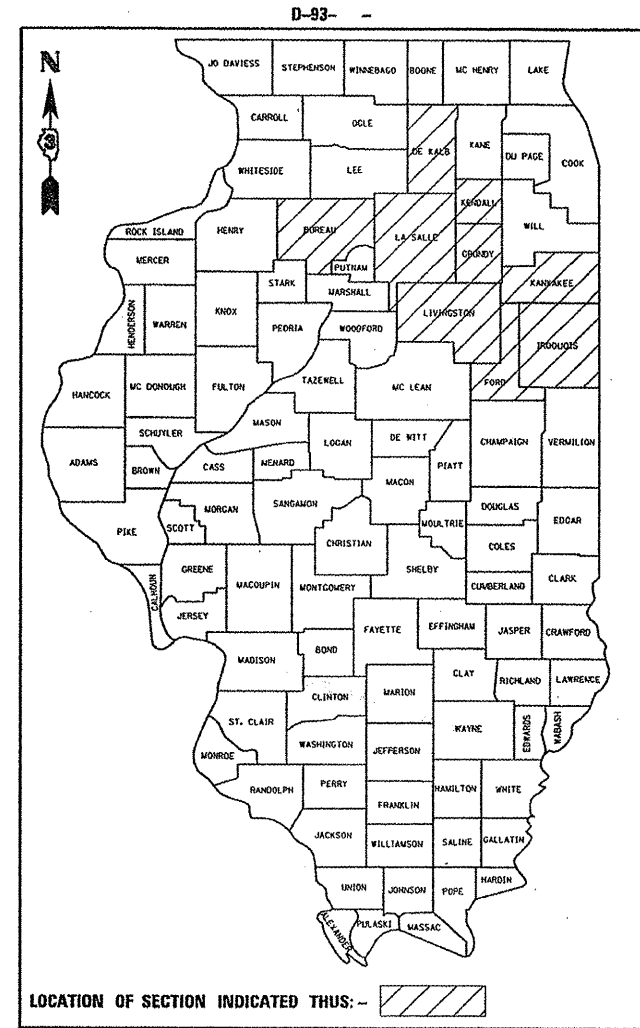 D-93- -
N
JO DAVIESS STEPHENSON WINNEBAGO BOONE MC HENRY LAKE
CARROLL OGLE
DE KALB KANE DU PAGE COOK
WHITESIDE LEE
KENDALL WILL
ROCK ISLAND HENRY BUREAU LA SALLE
GRUNDY
MERCER PUTNAM KANKAKEE
STARK MARSHALL
HENDERSON WARREN KNOX PEORIA WOODFORD LIVINGSTON IROQUOIS
FORD
HANCOCK MC DONOUGH FULTON TAZEWELL MC LEAN
MASON
SCHUYLER LOGAN DE WITT CHAMPAIGN VERMILION
ADAMS BROWN CASS MENARD PIATT
MACON
MORGAN SANGAMON DOUGLAS
PIKE SCOTT MOULTRIE EDGAR
CHRISTIAN COLES
GREENE SHELBY
CALHOUN MACOUPIN MONTGOMERY CUMBERLAND CLARK
JERSEY
FAYETTE EFFINGHAM JASPER CRAWFORD
BOND
MADISON CLAY
CLINTON MARION RICHLAND LAWRENCE
ST. CLAIR WAYNE EDWARDS WABASH
WASHINGTON JEFFERSON
MONROE
RANDOLPH PERRY HAMILTON WHITE
FRANKLIN
JACKSON WILLIAMSON SALINE GALLATIN
UNION JOHNSON POPE HARDIN
ALEXANDER PULASKI MASSAC
LOCATION OF SECTION INDICATED THUS: -